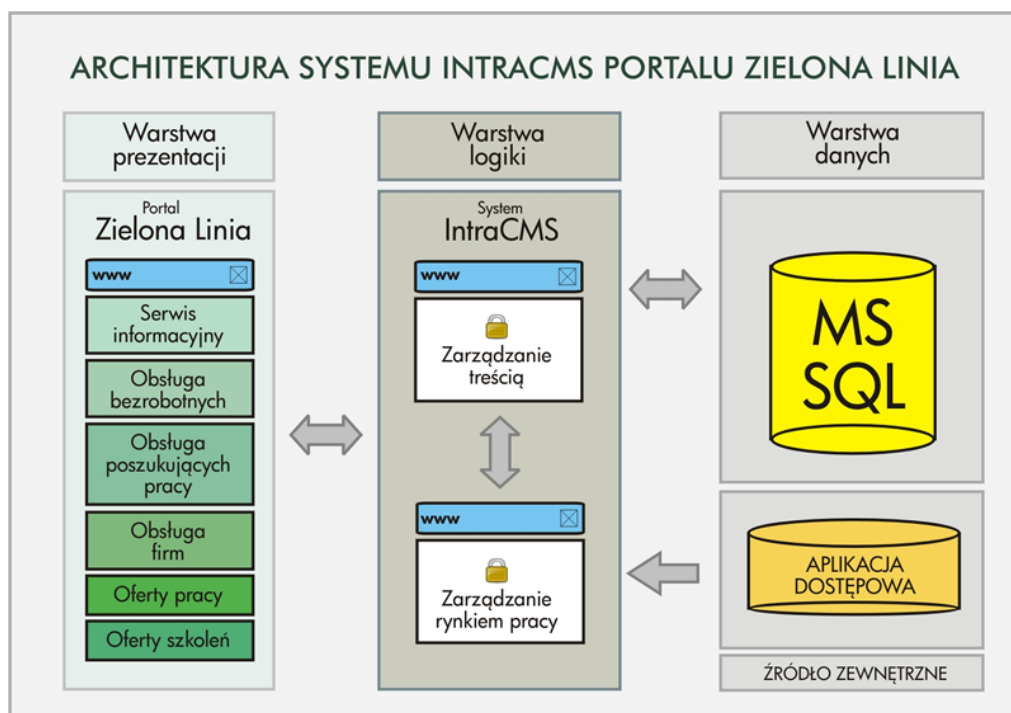 ARCHITEKTURA SYSTEMU INTRACMS PORTALU ZIELONA LINIA
Warstwa
prezentacji
Portal
Zielona Linia
www
Serwis
informacyjny
Obsługa
bezrobotnych
Obsługa
poszukujących
pracy
Obsługa
firm
Oferty pracy
Oferty szkoleń
Warstwa
logiki
System
IntraCMS
www
Zarządzanie
treścią
www
Zarządzanie
rynkiem pracy
Warstwa
danych
MS
SQL
APLIKACJA
DOSTĘPOWA
ŹRÓDŁO ZEWNĘTRZNE